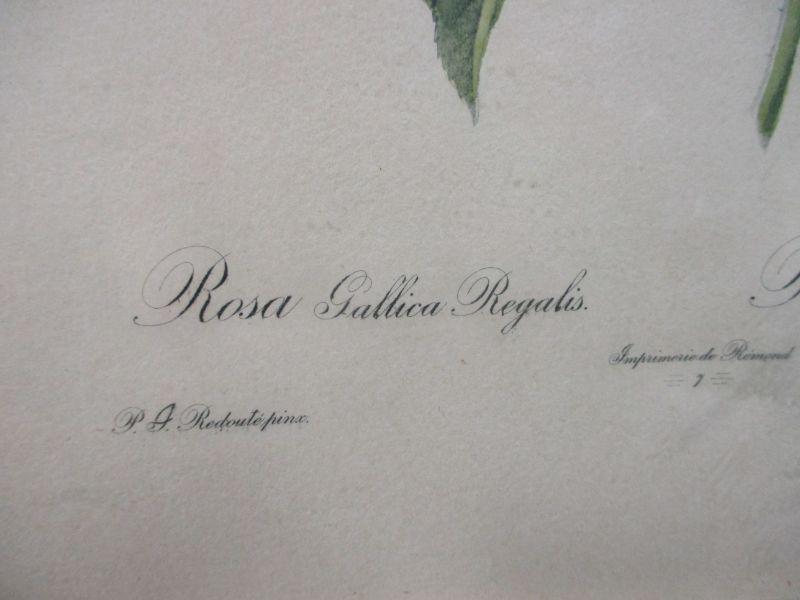 Rosa Gallica Regalis.
Imprimerie de Rémond
7
P. J. Redouté pinx.